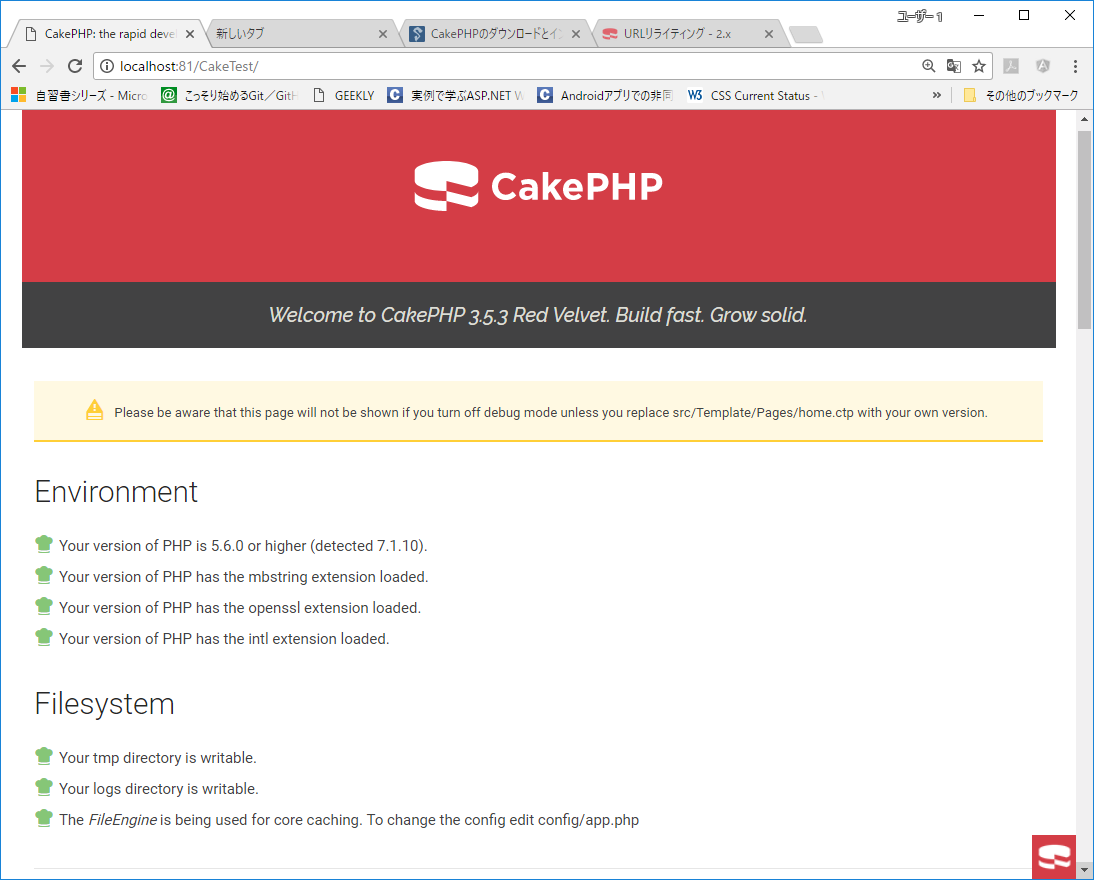 ユーザー 1
CakePHP: the rapid deve
新しいタブ
CakePHPのダウンロードとイン
URLリライティング - 2.x
localhost:81/CakeTest/
自習書シリーズ - Micro
こっそり始めるGit／GitH
GEEKLY
実例で学ぶASP.NET W
Androidアプリでの非同
W3
CSS Current Status -
»
その他のブックマーク
CakePHP
Welcome to CakePHP 3.5.3 Red Velvet. Build fast. Grow solid.
Please be aware that this page will not be shown if you turn off debug mode unless you replace src/Template/Pages/home.ctp with your own version.
Environment
Your version of PHP is 5.6.0 or higher (detected 7.1.10).
Your version of PHP has the mbstring extension loaded.
Your version of PHP has the openssl extension loaded.
Your version of PHP has the intl extension loaded.
Filesystem
Your tmp directory is writable.
Your logs directory is writable.
The FileEngine is being used for core caching. To change the config edit config/app.php